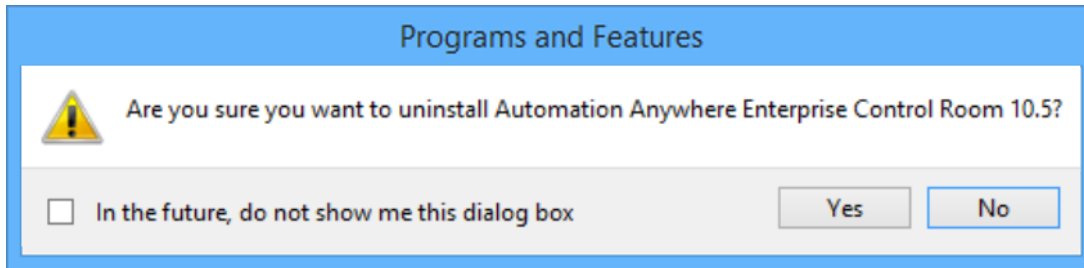 Programs and Features
Are you sure you want to uninstall Automation Anywhere Enterprise Control Room 10.5?
In the future, do not show me this dialog box
Yes
No